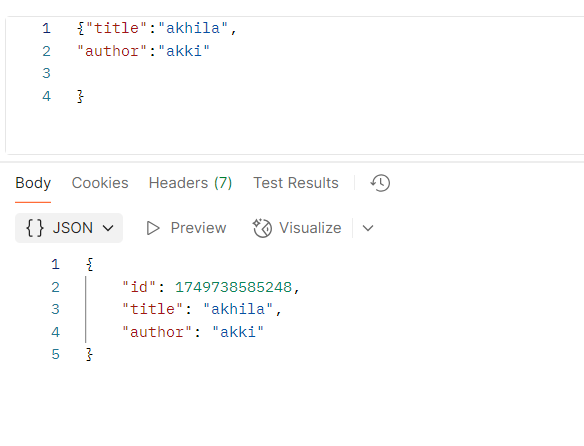 1 {"title":"akhila",
2 "author":"akki"
3
4 }
Body Cookies Headers (7) Test Results
{} JSON Preview Visualize
1 {
2 "id": 1749738585248,
3 "title": "akhila",
4 "author": "akki"
5 }